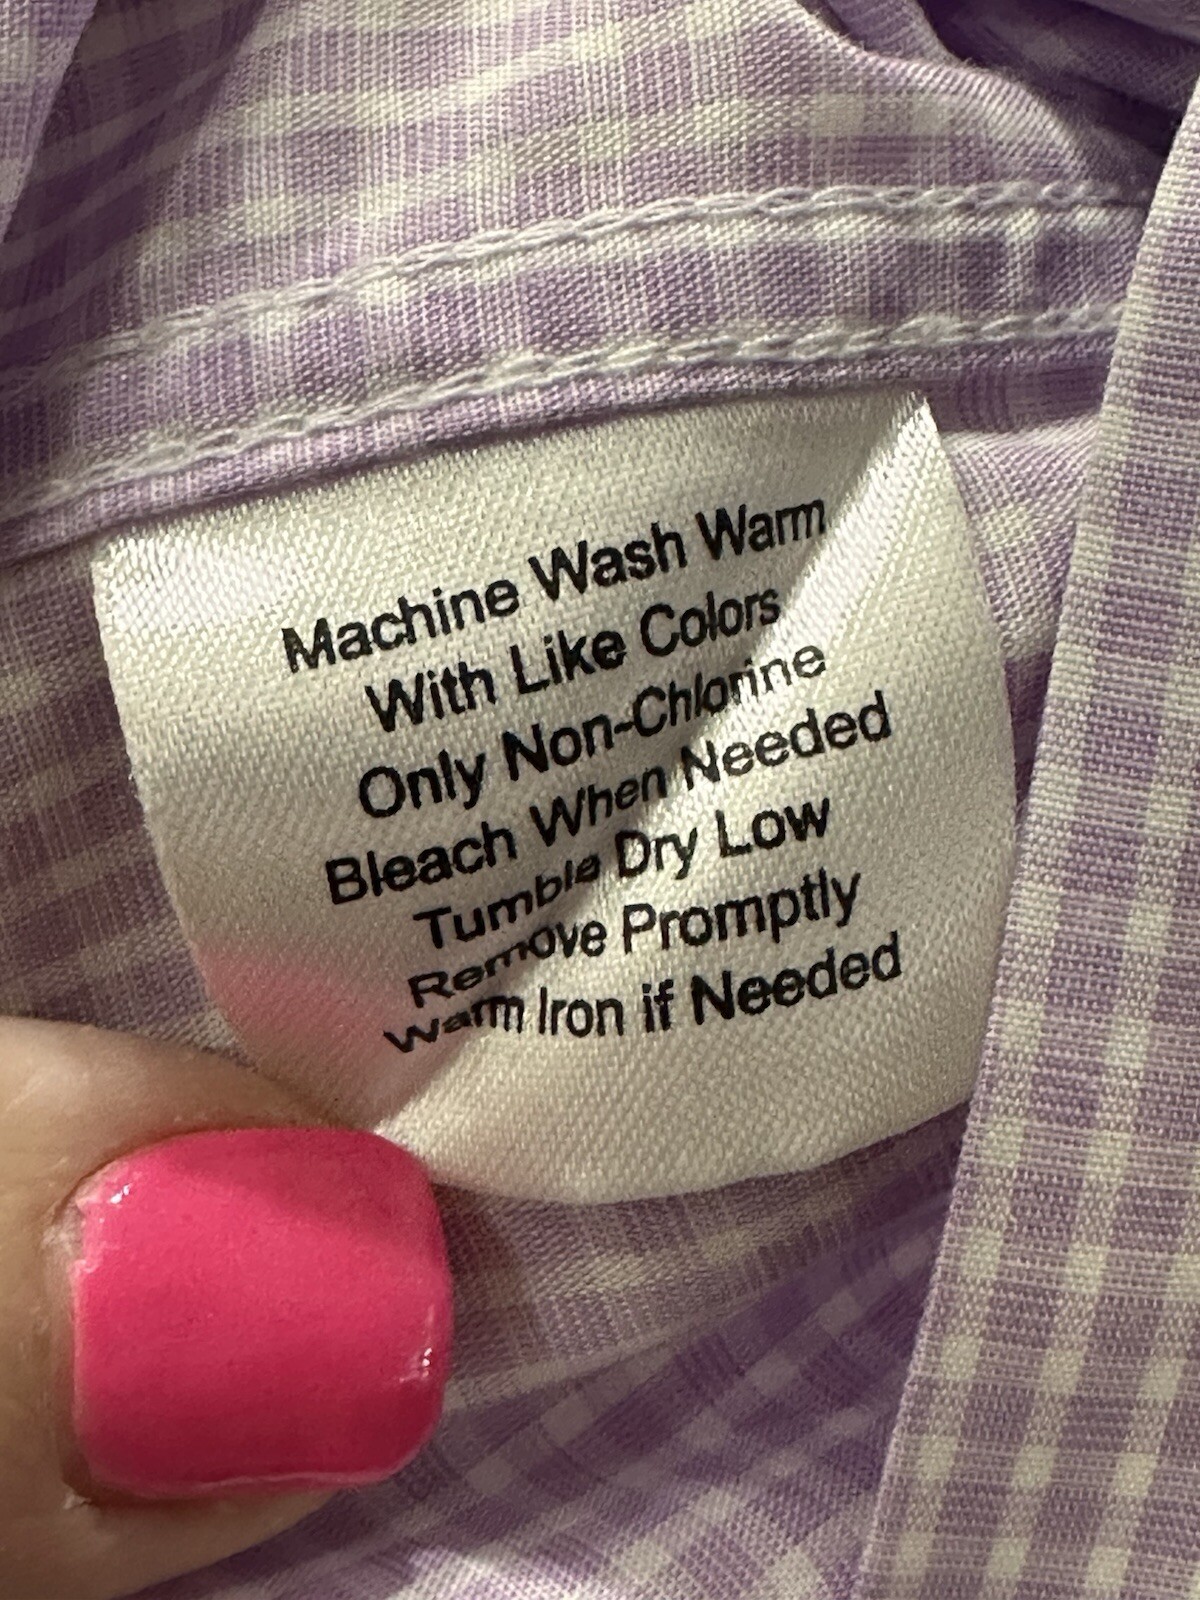 Machine Wash Warm
With Like Colors
Only Non-Chlorine
Bleach When Needed
Tumble Dry Low
Remove Promptly
Warm Iron if Needed